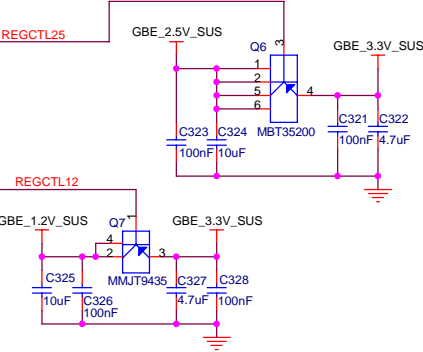 REGCTL25
GBE_2.5V_SUS
Q6
3
GBE_3.3V_SUS
1
2
5
6
4
C323
C324
MBT35200
C321
C322
100nF
10uF
100nF
4.7uF
REGCTL12
GBE_1.2V_SUS
Q7
1
GBE_3.3V_SUS
4
2
3
C325
MMJT9435
C327
C328
10uF
C326
4.7uF
100nF
100nF